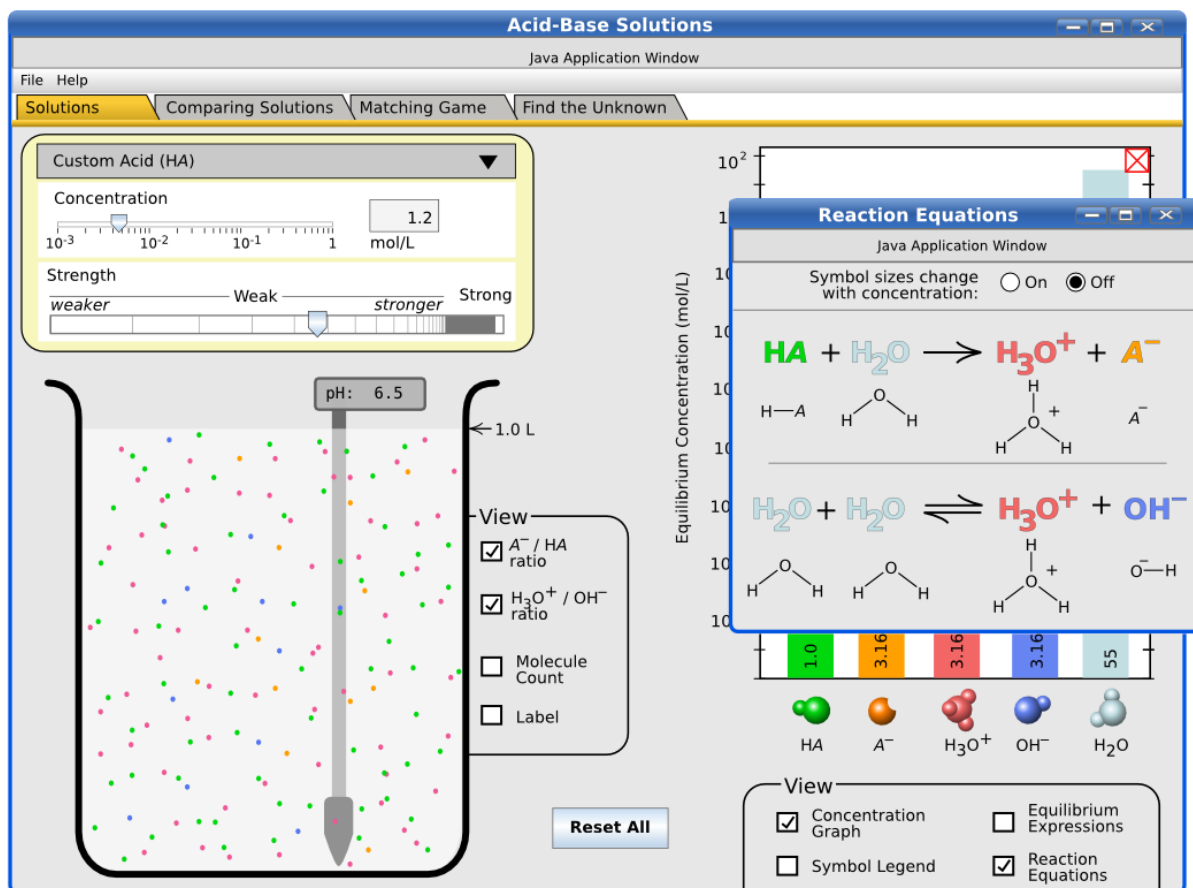 Acid-Base Solutions
Java Application Window
File Help
Solutions Comparing Solutions Matching Game Find the Unknown
Custom Acid (HA)
Concentration
1.2
10⁻³ 10⁻² 10⁻¹ 1 mol/L
Strength
Weak
weaker stronger Strong
pH: 6.5
1.0 L
View
A⁻ / HA
ratio
H₃O⁺ / OH⁻
ratio
Molecule
Count
Label
Reset All
10²
Equilibrium Concentration (mol/L)
1.0 3.16 3.16 3.16 55
HA A⁻ H₃O⁺ OH⁻ H₂O
View
Concentration
Graph
Equilibrium
Expressions
Symbol Legend
Reaction
Equations
Reaction Equations
Java Application Window
Symbol sizes change
with concentration:
On Off
HA + H₂O → H₃O⁺ + A⁻
H—A H O H H O H H + A⁻
H₂O + H₂O ⇌ H₃O⁺ + OH⁻
H O H H O H H O H H + O⁻—H